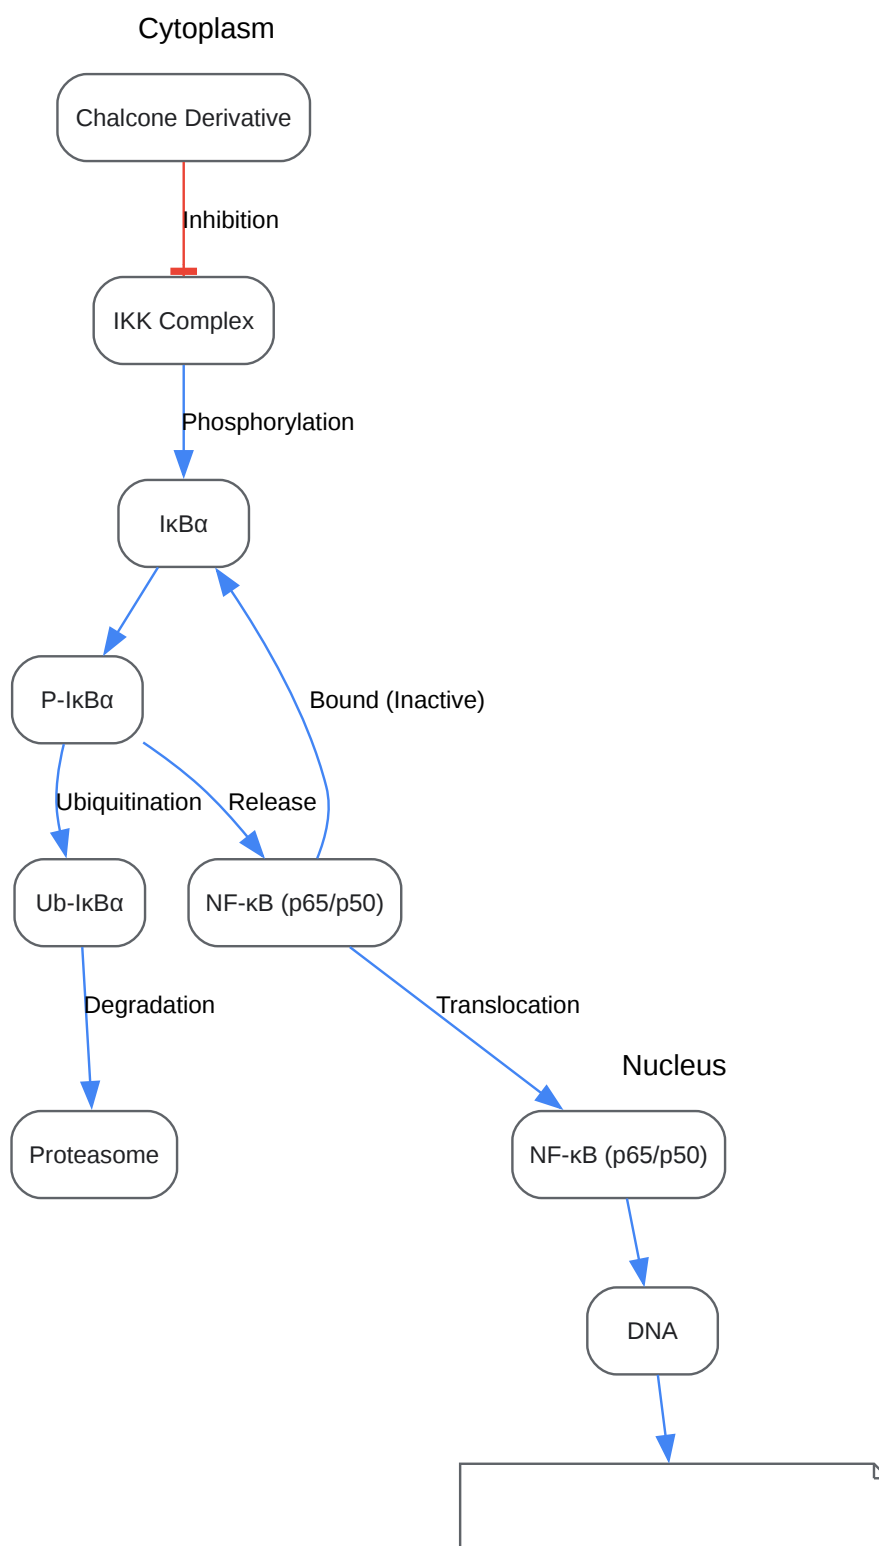 Cytoplasm
Chalcone Derivative
Inhibition
IKK Complex
Phosphorylation
IκBα
P-IκBα
Bound (Inactive)
Ubiquitination
Release
Ub-IκBα
NF-κB (p65/p50)
Degradation
Translocation
Nucleus
Proteasome
NF-κB (p65/p50)
DNA